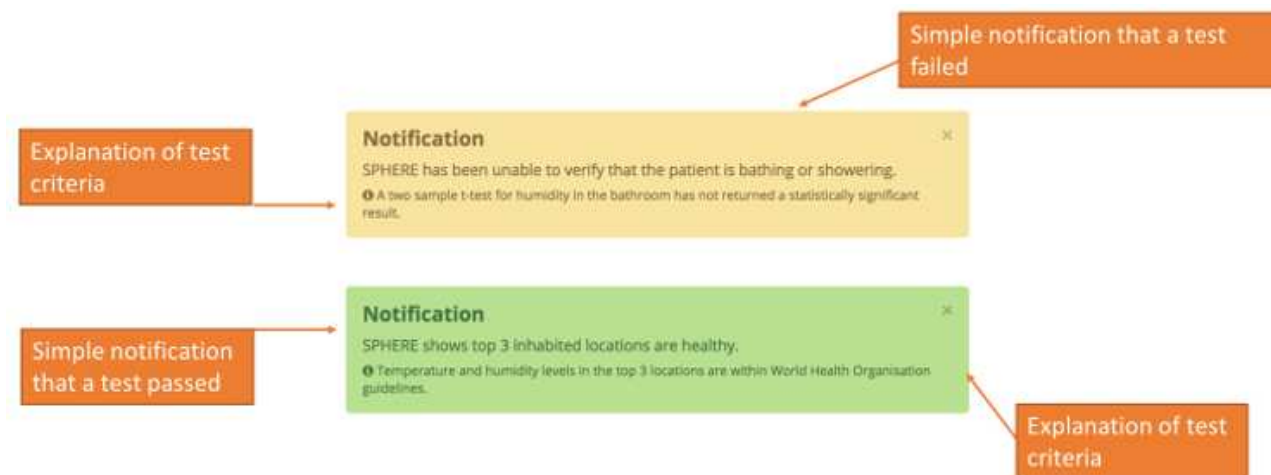 Simple notification that a test
failed
Explanation of test
criteria
Notification
×
SPHERE has been unable to verify that the patient is bathing or showering.
A two sample t-test for humidity in the bathroom has not returned a statistically significant
result.
Simple notification
that a test passed
Notification
×
SPHERE shows top 3 inhabited locations are healthy.
Temperature and humidity levels in the top 3 locations are within World Health Organisation
guidelines.
Explanation of test
criteria